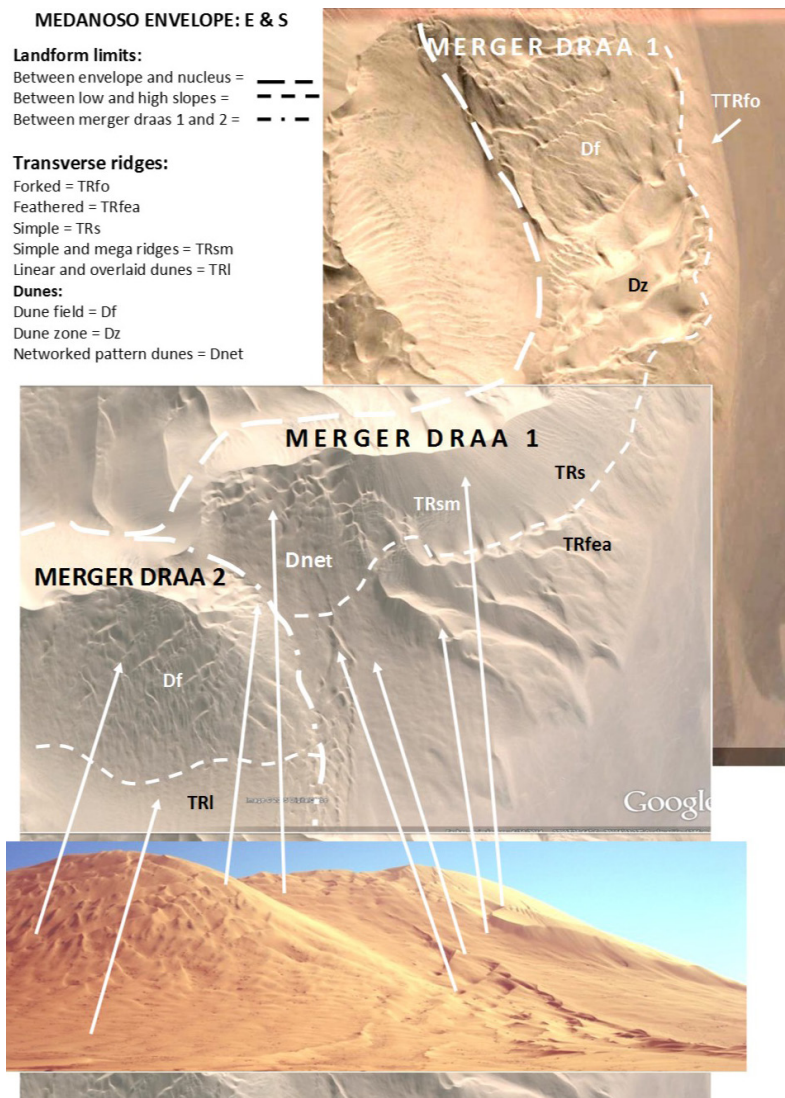 MEDANOSO ENVELOPE: E & S
Landform limits:
Between envelope and nucleus =
Between low and high slopes =
Between merger draas 1 and 2 =
Transverse ridges:
Forked = TRfo
Feathered = TRfea
Simple = TRs
Simple and mega ridges = TRsm
Linear and overlaid dunes = TRl
Dunes:
Dune field = Df
Dune zone = Dz
Networked pattern dunes = Dnet
MERGER DRAA 1
TTRfo
Df
Dz
MERGER DRAA 1
TRs
TRsm
TRfea
Dnet
MERGER DRAA 2
Df
TRl
Google